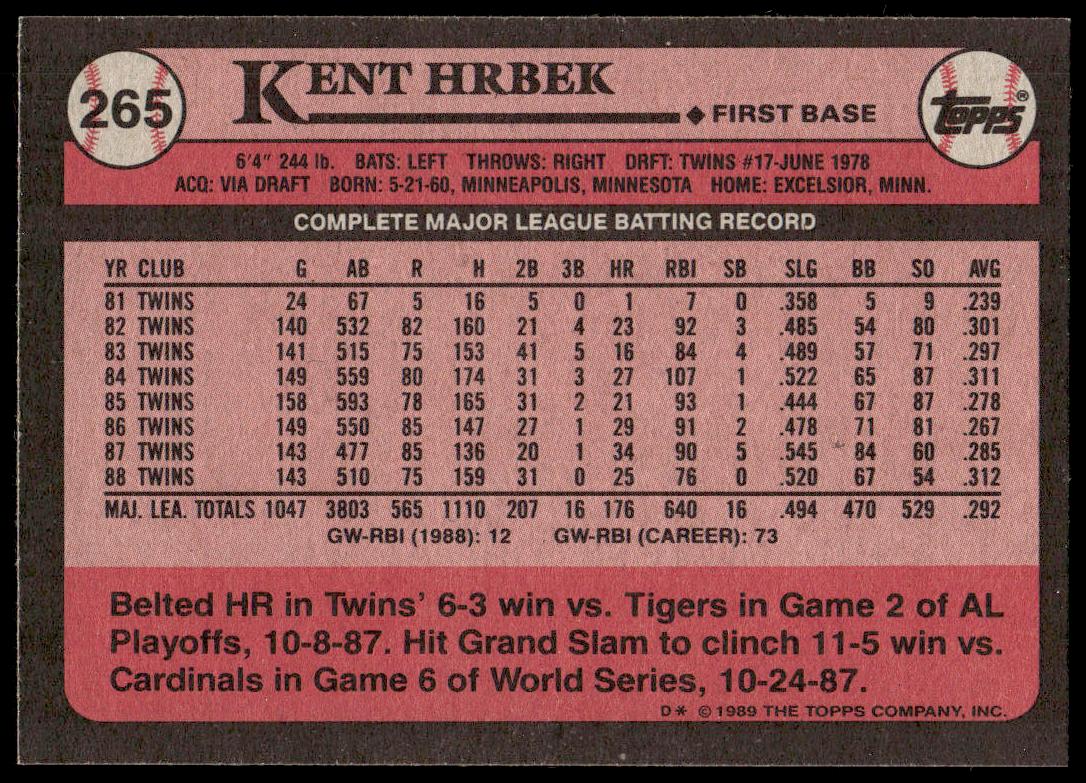 265
KENT HRBEK
◆ FIRST BASE
topps®
6'4" 244 lb. BATS: LEFT THROWS: RIGHT DRFT: TWINS #17-JUNE 1978
ACQ: VIA DRAFT BORN: 5-21-60, MINNEAPOLIS, MINNESOTA HOME: EXCELSIOR, MINN.
COMPLETE MAJOR LEAGUE BATTING RECORD
YR CLUB G AB R H 2B 3B HR RBI SB SLG BB SO AVG
81 TWINS 24 67 5 16 5 0 1 7 0 .358 5 9 .239
82 TWINS 140 532 82 160 21 4 23 92 3 .485 54 80 .301
83 TWINS 141 515 75 153 41 5 16 84 4 .489 57 71 .297
84 TWINS 149 559 80 174 31 3 27 107 1 .522 65 87 .311
85 TWINS 158 593 78 165 31 2 21 93 1 .444 67 87 .278
86 TWINS 149 550 85 147 27 1 29 91 2 .478 71 81 .267
87 TWINS 143 477 85 136 20 1 34 90 5 .545 84 60 .285
88 TWINS 143 510 75 159 31 0 25 76 0 .520 67 54 .312
MAJ. LEA. TOTALS 1047 3803 565 1110 207 16 176 640 16 .494 470 529 .292
GW-RBI (1988): 12 GW-RBI (CAREER): 73
Belted HR in Twins' 6-3 win vs. Tigers in Game 2 of AL
Playoffs, 10-8-87. Hit Grand Slam to clinch 11-5 win vs.
Cardinals in Game 6 of World Series, 10-24-87.
D* © 1989 THE TOPPS COMPANY, INC.